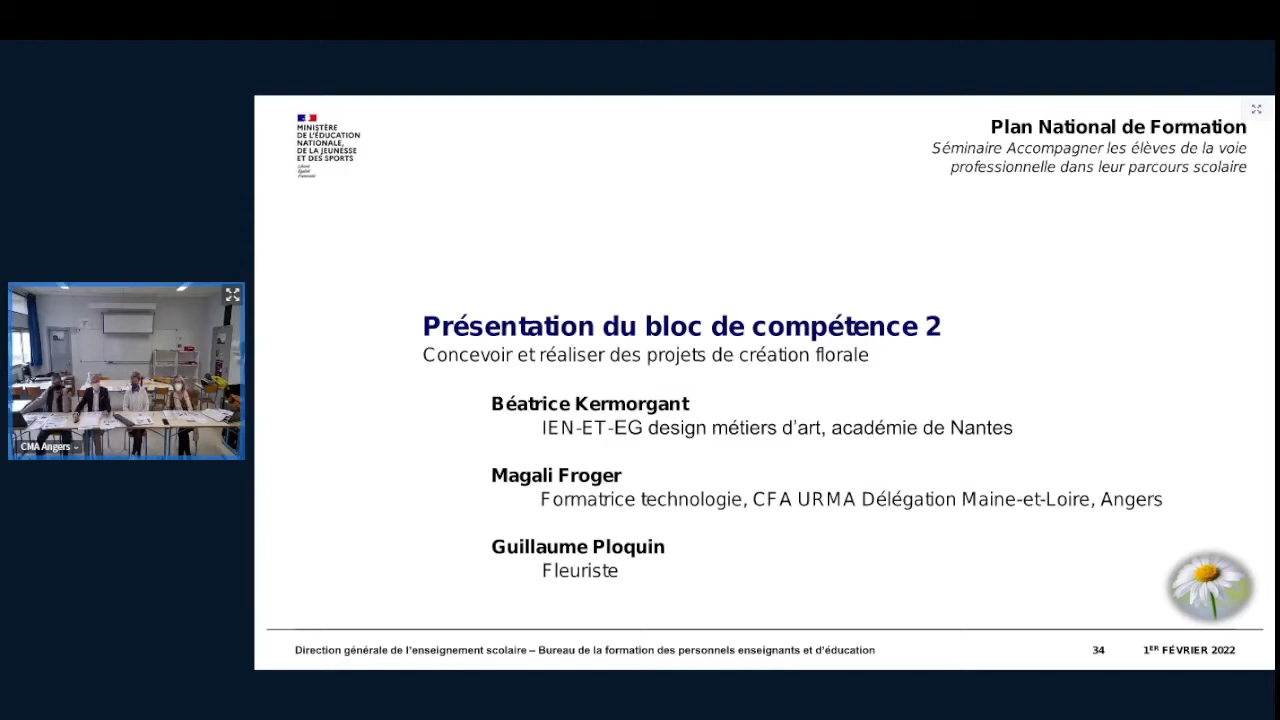 MINISTÈRE
DE L'ÉDUCATION
NATIONALE,
DE LA JEUNESSE
ET DES SPORTS
Liberté
Égalité
Fraternité
Plan National de Formation
Séminaire Accompagner les élèves de la voie
professionnelle dans leur parcours scolaire
Présentation du bloc de compétence 2
Concevoir et réaliser des projets de création florale
Béatrice Kermorgant
IEN-ET-EG design métiers d'art, académie de Nantes
Magali Froger
Formatrice technologie, CFA URMA Délégation Maine-et-Loire, Angers
Guillaume Ploquin
Fleuriste
CMA Angers
Direction générale de l'enseignement scolaire – Bureau de la formation des personnels enseignants et d'éducation
34
1ER FÉVRIER 2022